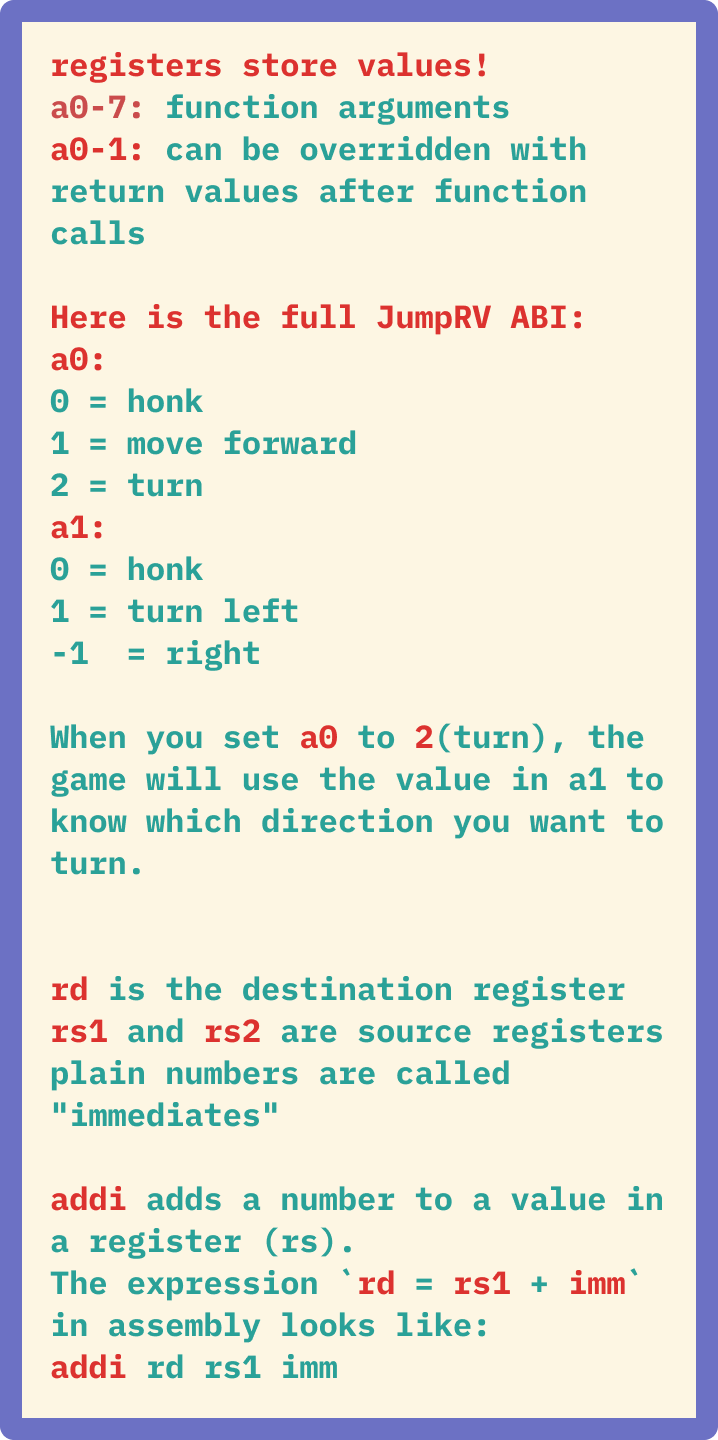 registers store values!
a0-7: function arguments
a0-1: can be overridden with
return values after function
calls
Here is the full JumpRV ABI:
a0:
0 = honk
1 = move forward
2 = turn
a1:
0 = honk
1 = turn left
-1  = right
When you set a0 to 2(turn), the
game will use the value in a1 to
know which direction you want to
turn.
rd is the destination register
rs1 and rs2 are source registers
plain numbers are called
"immediates"
addi adds a number to a value in
a register (rs).
The expression `rd = rs1 + imm`
in assembly looks like:
addi rd rs1 imm